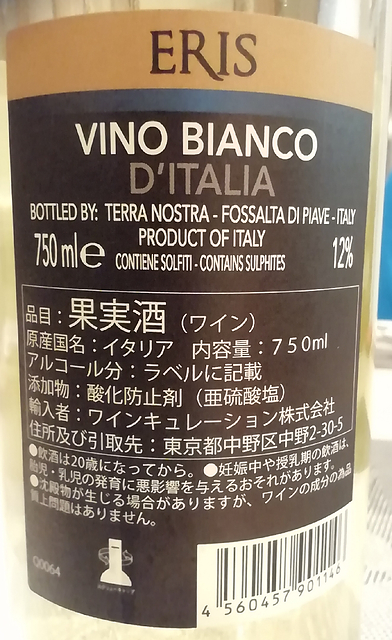 ERIS
VINO BIANCO
D'ITALIA
BOTTLED BY: TERRA NOSTRA - FOSSALTA DI PIAVE - ITALY
PRODUCT OF ITALY
750 ml e CONTIENE SOLFITI - CONTAINS SULPHITES 12%
品目：果実酒（ワイン）
原産国名：イタリア 内容量：750ml
アルコール分：ラベルに記載
添加物：酸化防止剤（亜硫酸塩）
輸入者：ワインキュレーション株式会社
住所及び引取先：東京都中野区中野2-30-5
●飲酒は20歳になってから。●妊娠中や授乳期の飲酒は、
胎児・乳児の発育に悪影響を与えるおそれがあります。
●沈殿物が生じる場合がありますが、ワインの成分の為品
質上問題はありません。
Q0064
4 560457 901146